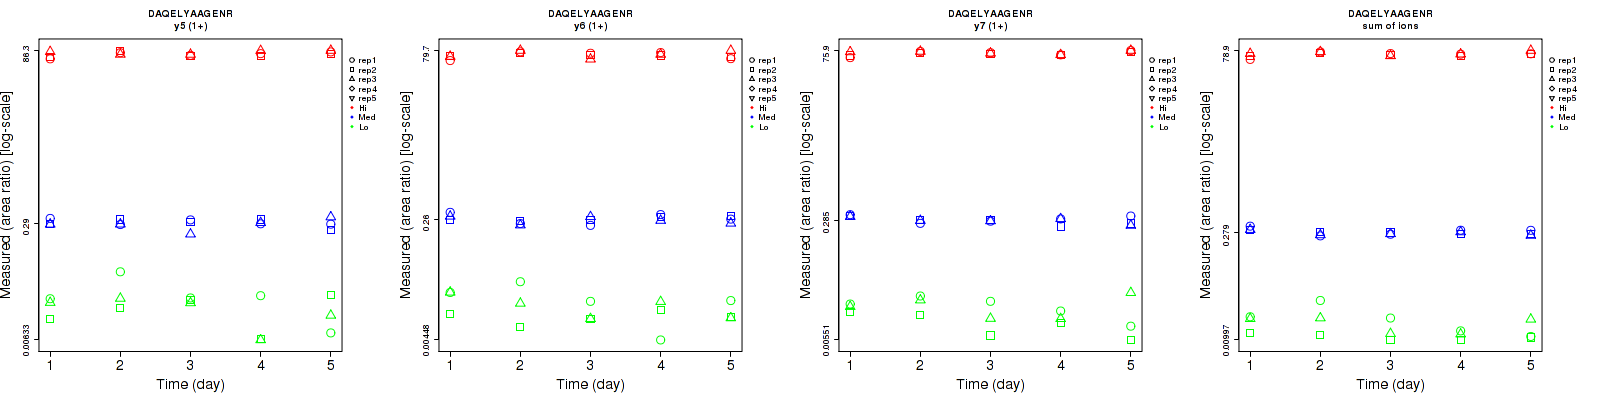 DAQELYAAGENR
y5 (1+)
Measured (area ratio) [log-scale]
88.3
0.29
0.00633
1 2 3 4 5
Time (day)
rep1
rep2
rep3
rep4
rep5
Hi
Med
Lo
DAQELYAAGENR
y6 (1+)
Measured (area ratio) [log-scale]
79.7
0.26
0.00448
1 2 3 4 5
Time (day)
rep1
rep2
rep3
rep4
rep5
Hi
Med
Lo
DAQELYAAGENR
y7 (1+)
Measured (area ratio) [log-scale]
75.9
0.285
0.00551
1 2 3 4 5
Time (day)
rep1
rep2
rep3
rep4
rep5
Hi
Med
Lo
DAQELYAAGENR
sum of ions
Measured (area ratio) [log-scale]
78.9
0.279
0.00997
1 2 3 4 5
Time (day)
rep1
rep2
rep3
rep4
rep5
Hi
Med
Lo